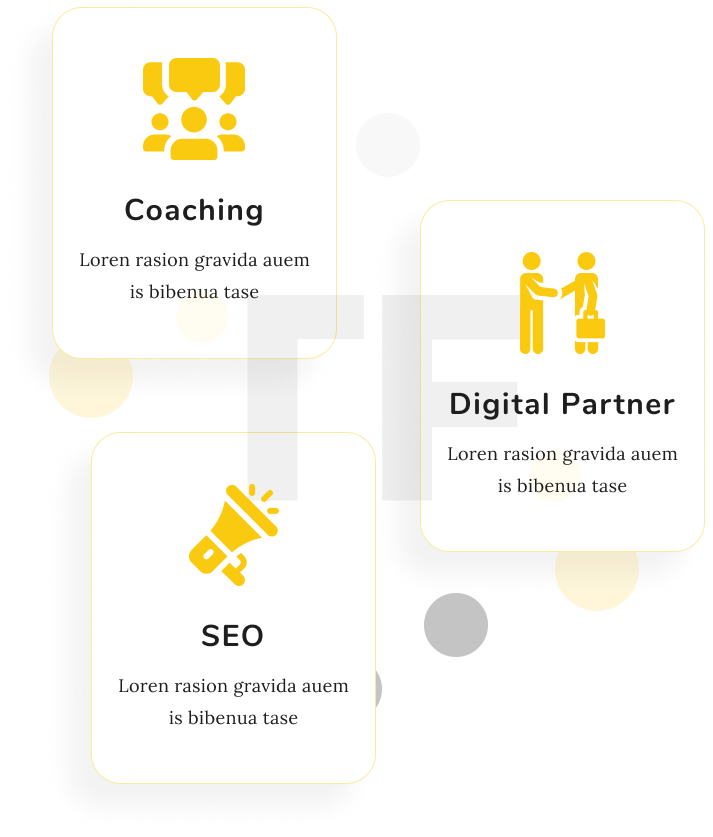 Coaching
Loren rasion gravida auem
is bibenua tase
Digital Partner
Loren rasion gravida auem
is bibenua tase
SEO
Loren rasion gravida auem
is bibenua tase